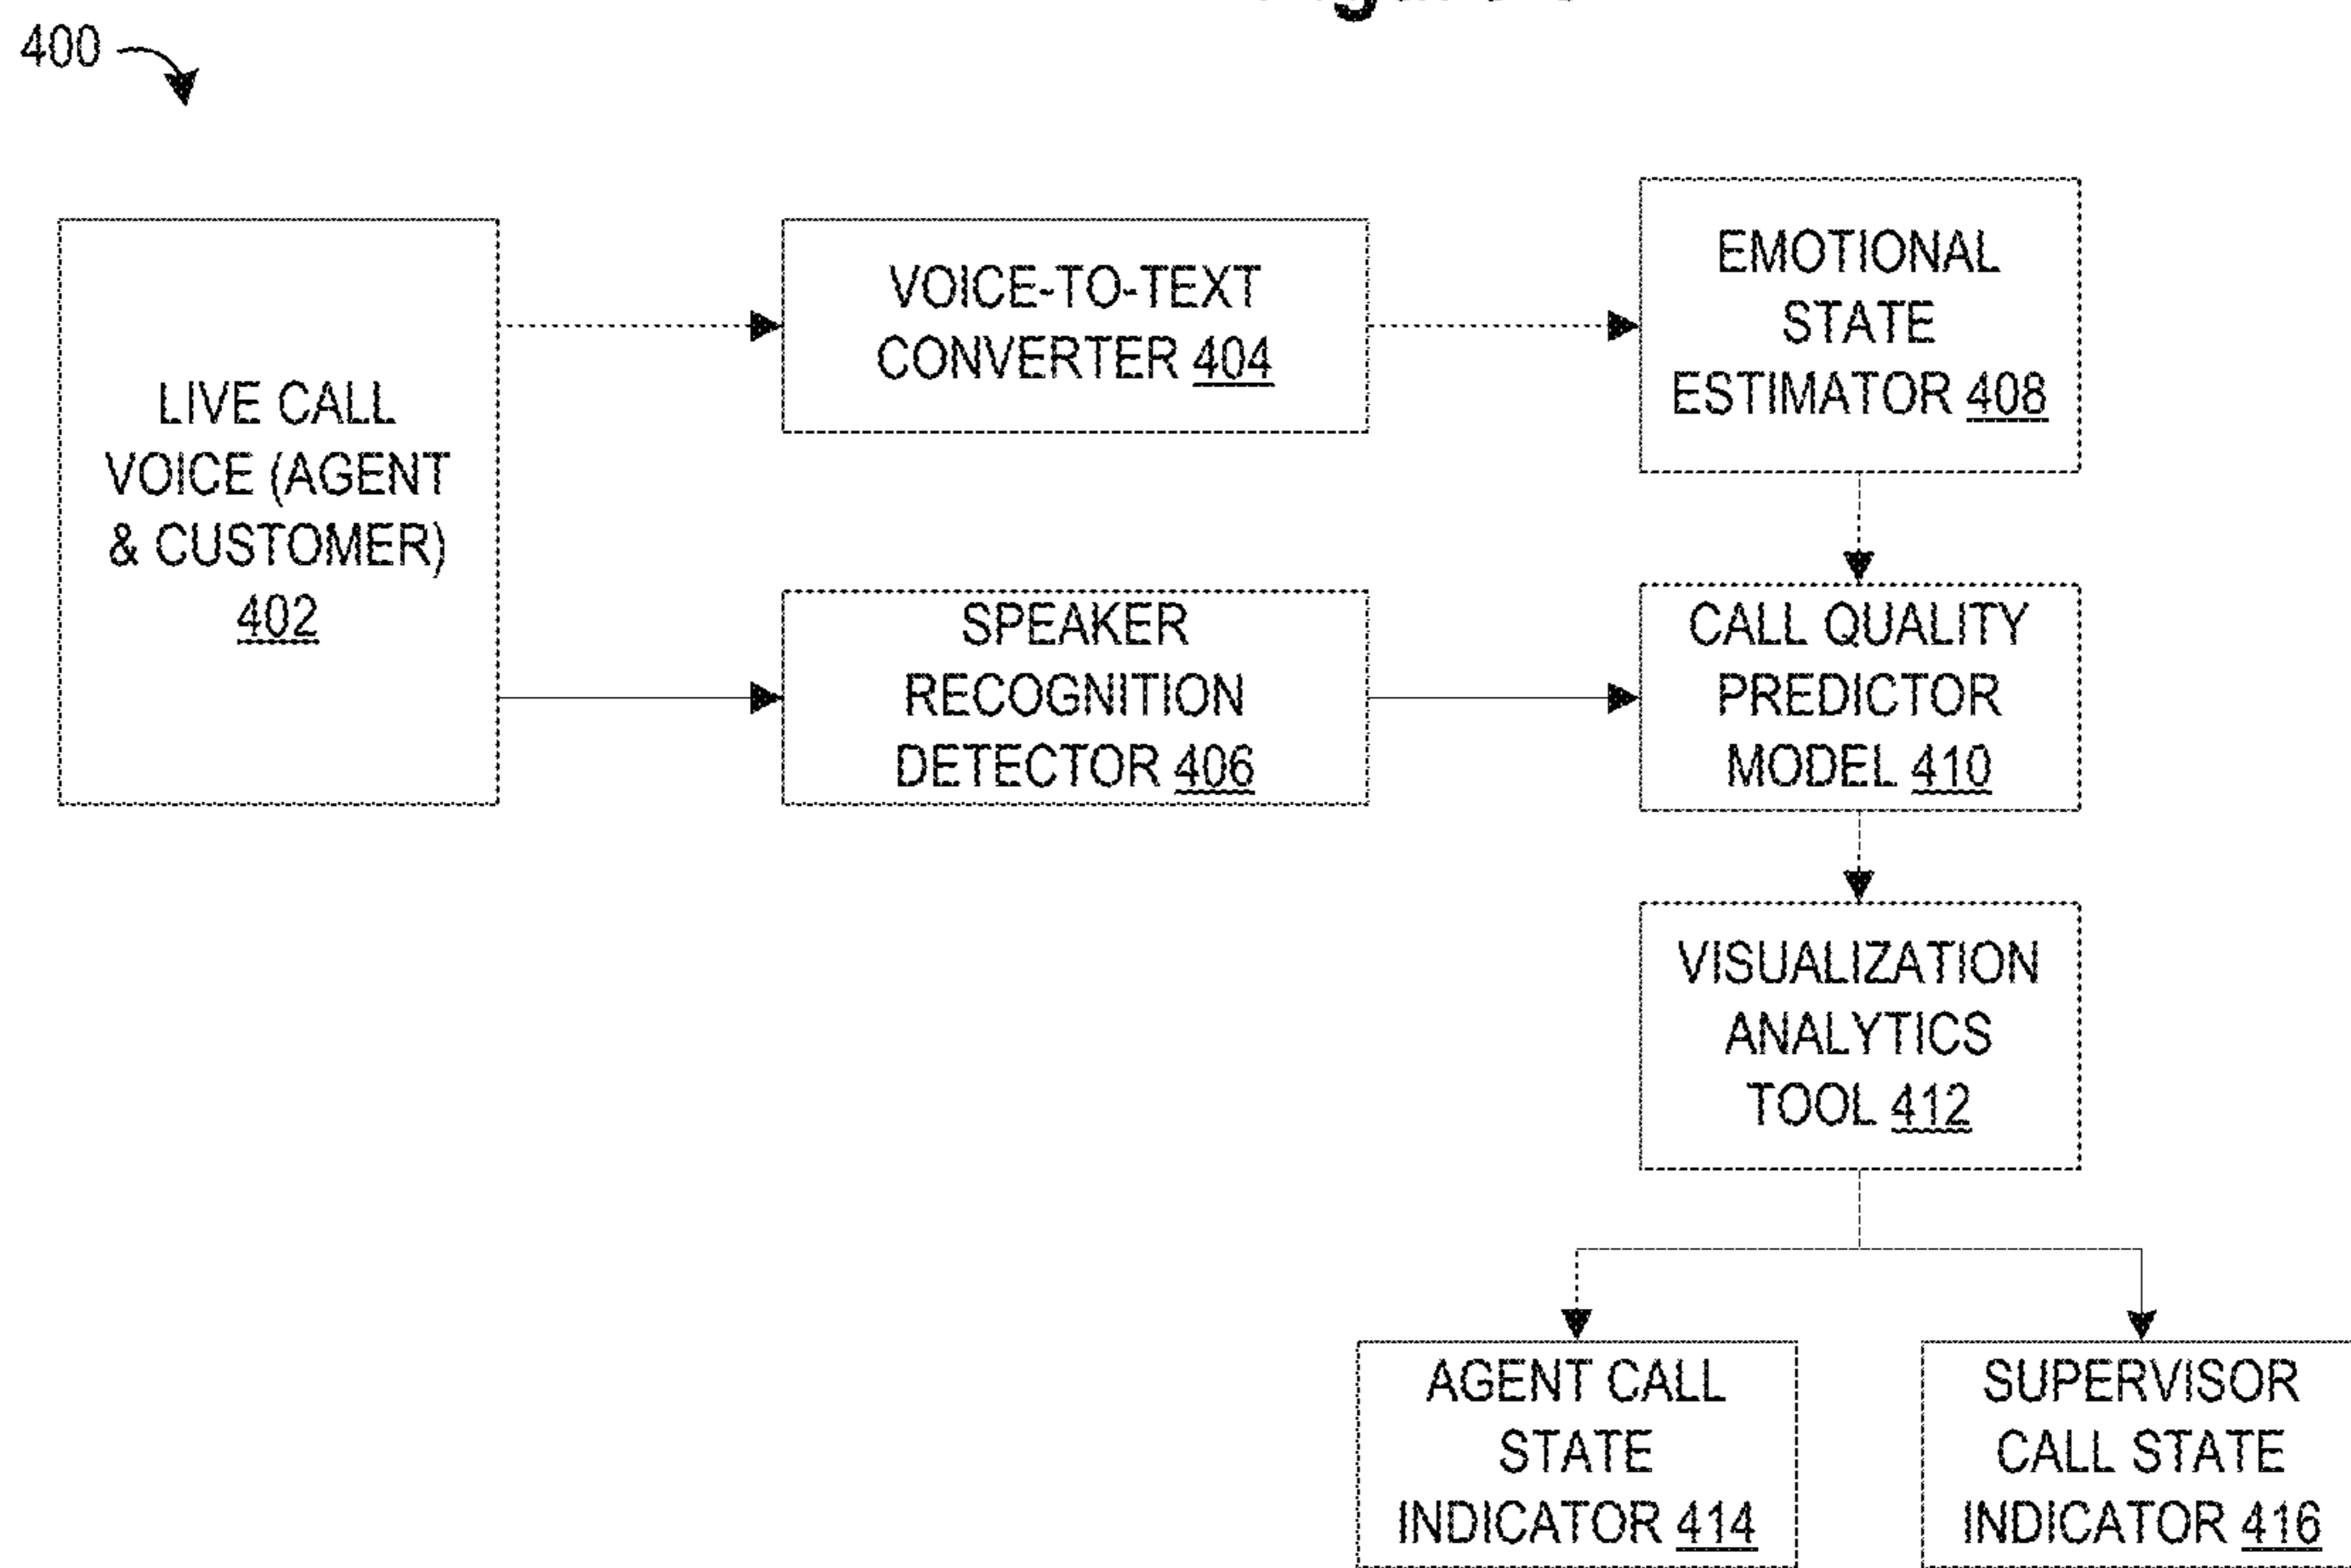 400
LIVE CALL
VOICE (AGENT
& CUSTOMER)
402
VOICE-TO-TEXT
CONVERTER 404
SPEAKER
RECOGNITION
DETECTOR 406
EMOTIONAL
STATE
ESTIMATOR 408
CALL QUALITY
PREDICTOR
MODEL 410
VISUALIZATION
ANALYTICS
TOOL 412
AGENT CALL
STATE
INDICATOR 414
SUPERVISOR
CALL STATE
INDICATOR 416